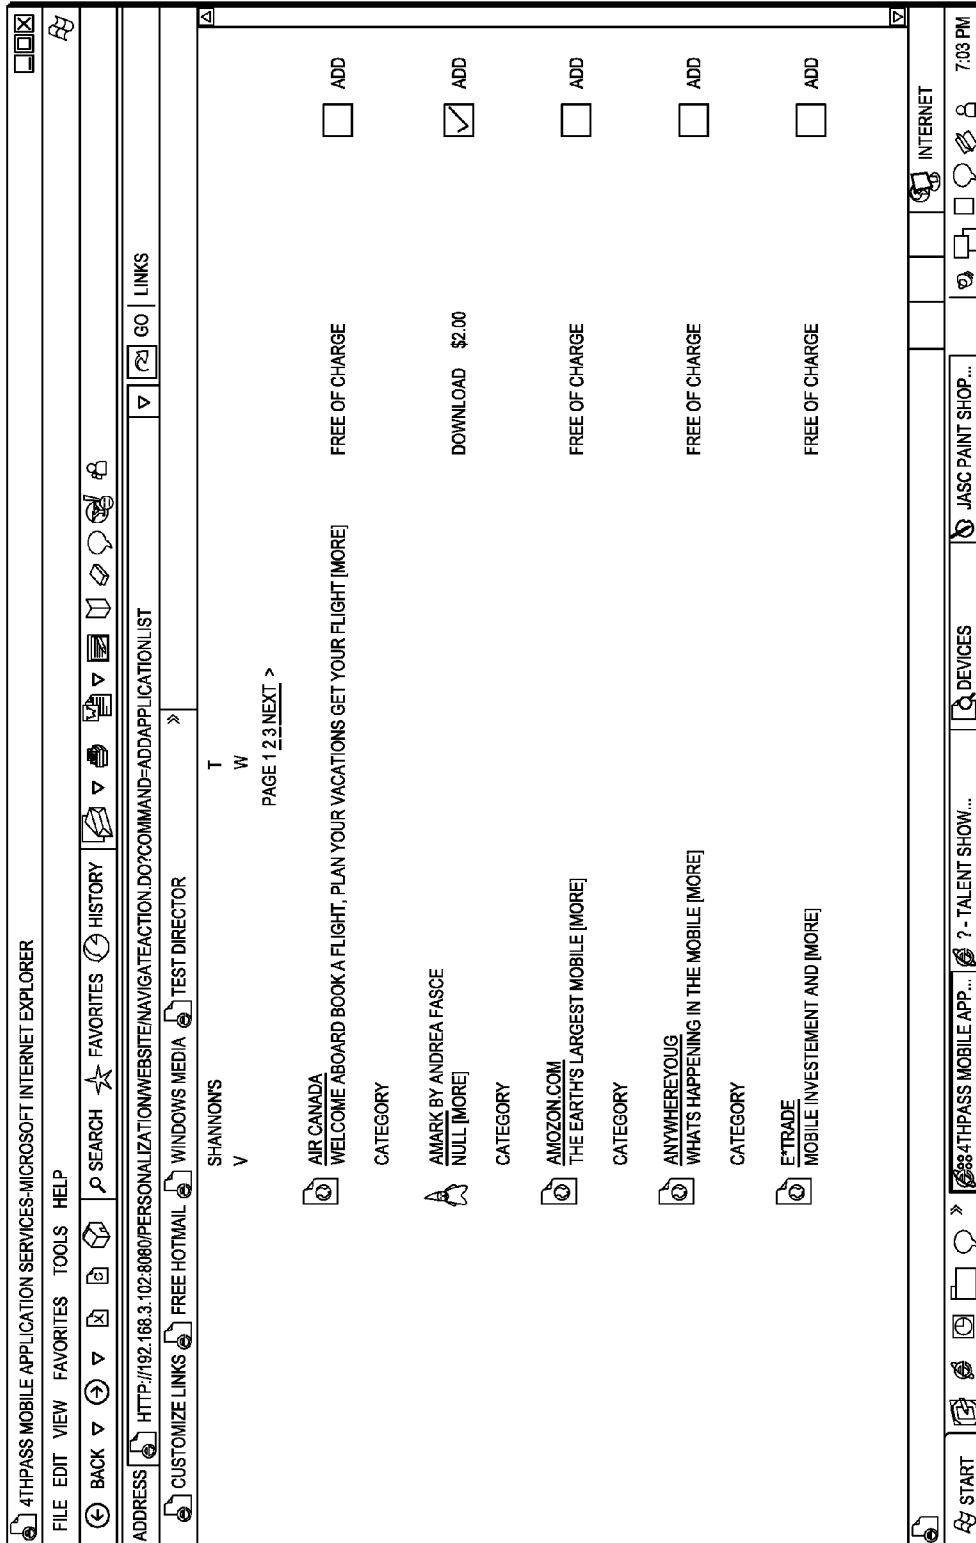 4THPASS MOBILE APPLICATION SERVICES-MICROSOFT INTERNET EXPLORER
FILE EDIT VIEW FAVORITES TOOLS HELP
BACK SEARCH FAVORITES HISTORY
ADDRESS HTTP://192.168.3.102:8080/PERSONALIZATION/WEBSITE/NAVIGATEACTION.DO?COMMAND=ADDAPPLICATIONLIST GO LINKS
CUSTOMIZE LINKS FREE HOTMAIL WINDOWS MEDIA TEST DIRECTOR »
SHANNON'S T
V W
PAGE 1 2 3 NEXT >
AIR CANADA FREE OF CHARGE ADD
WELCOME ABOARD BOOK A FLIGHT, PLAN YOUR VACATIONS GET YOUR FLIGHT [MORE]
CATEGORY
AMARK BY ANDREA FASCE DOWNLOAD $2.00 ADD
NULL [MORE]
CATEGORY
AMOZON.COM FREE OF CHARGE ADD
THE EARTH'S LARGEST MOBILE [MORE]
CATEGORY
ANYWHEREYOUG FREE OF CHARGE ADD
WHATS HAPPENING IN THE MOBILE [MORE]
CATEGORY
E*TRADE FREE OF CHARGE ADD
MOBILE INVESTEMENT AND [MORE]
INTERNET
START » 4THPASS MOBILE APP... ? - TALENT SHOW... DEVICES JASC PAINT SHOP... 7:03 PM